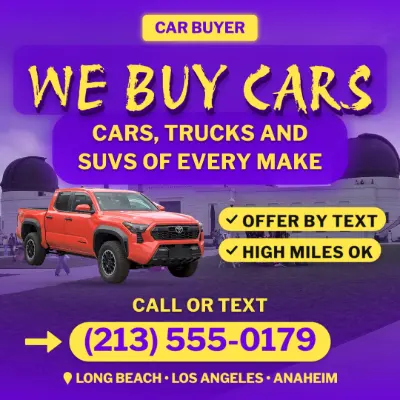 CAR BUYER
WE BUY CARS
CARS, TRUCKS AND
SUVS OF EVERY MAKE
OFFER BY TEXT
HIGH MILES OK
CALL OR TEXT
(213) 555-0179
LONG BEACH • LOS ANGELES • ANAHEIM